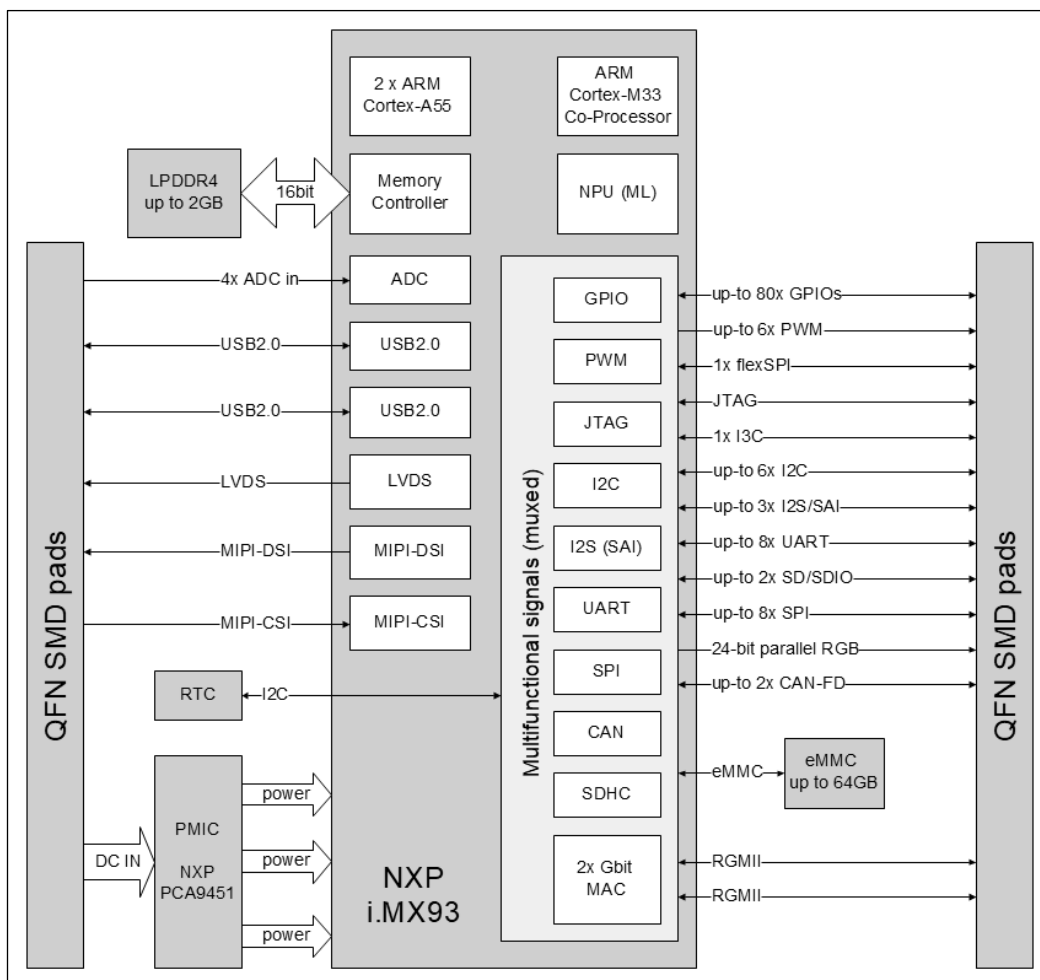 2 x ARM
Cortex-A55
ARM
Cortex-M33
Co-Processor
LPDDR4
up to 2GB
16bit
Memory
Controller
NPU (ML)
QFN SMD pads
4x ADC in
ADC
USB2.0
USB2.0
USB2.0
USB2.0
LVDS
LVDS
MIPI-DSI
MIPI-DSI
MIPI-CSI
MIPI-CSI
RTC
I2C
PMIC
NXP
PCA9451
DC IN
power
power
power
NXP
i.MX93
Multifunctional signals (muxed)
GPIO
PWM
JTAG
I2C
I2S (SAI)
UART
SPI
CAN
SDHC
2x Gbit
MAC
up-to 80x GPIOs
up-to 6x PWM
1x flexSPI
JTAG
1x I3C
up-to 6x I2C
up-to 3x I2S/SAI
up-to 8x UART
up-to 2x SD/SDIO
up-to 8x SPI
24-bit parallel RGB
up-to 2x CAN-FD
eMMC
eMMC
up to 64GB
RGMII
RGMII
QFN SMD pads